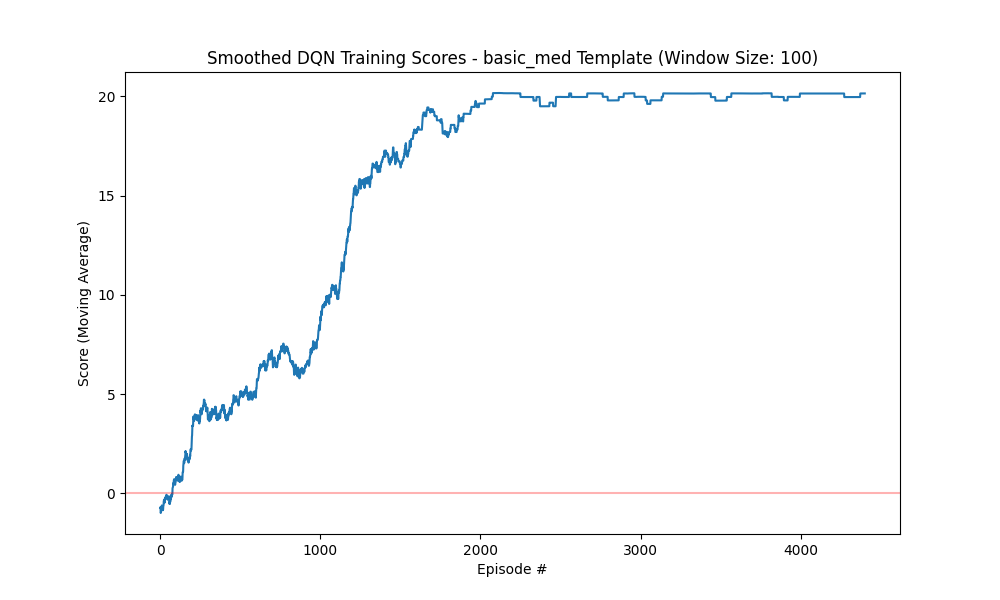 Smoothed DQN Training Scores - basic_med Template (Window Size: 100)
Score (Moving Average)
20
15
10
5
0
0 1000 2000 3000 4000
Episode #